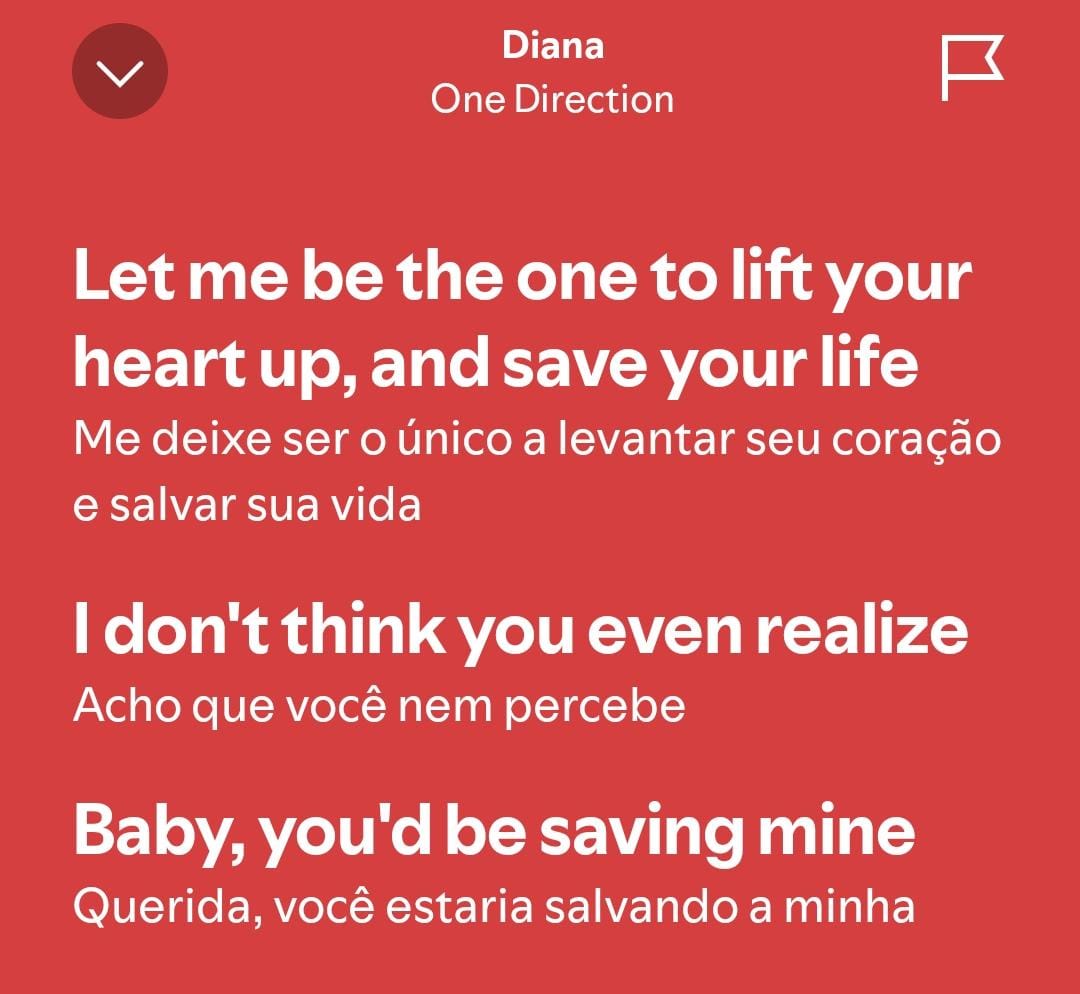 Diana
One Direction
Let me be the one to lift your
heart up, and save your life
Me deixe ser o único a levantar seu coração
e salvar sua vida
I don't think you even realize
Acho que você nem percebe
Baby, you'd be saving mine
Querida, você estaria salvando a minha